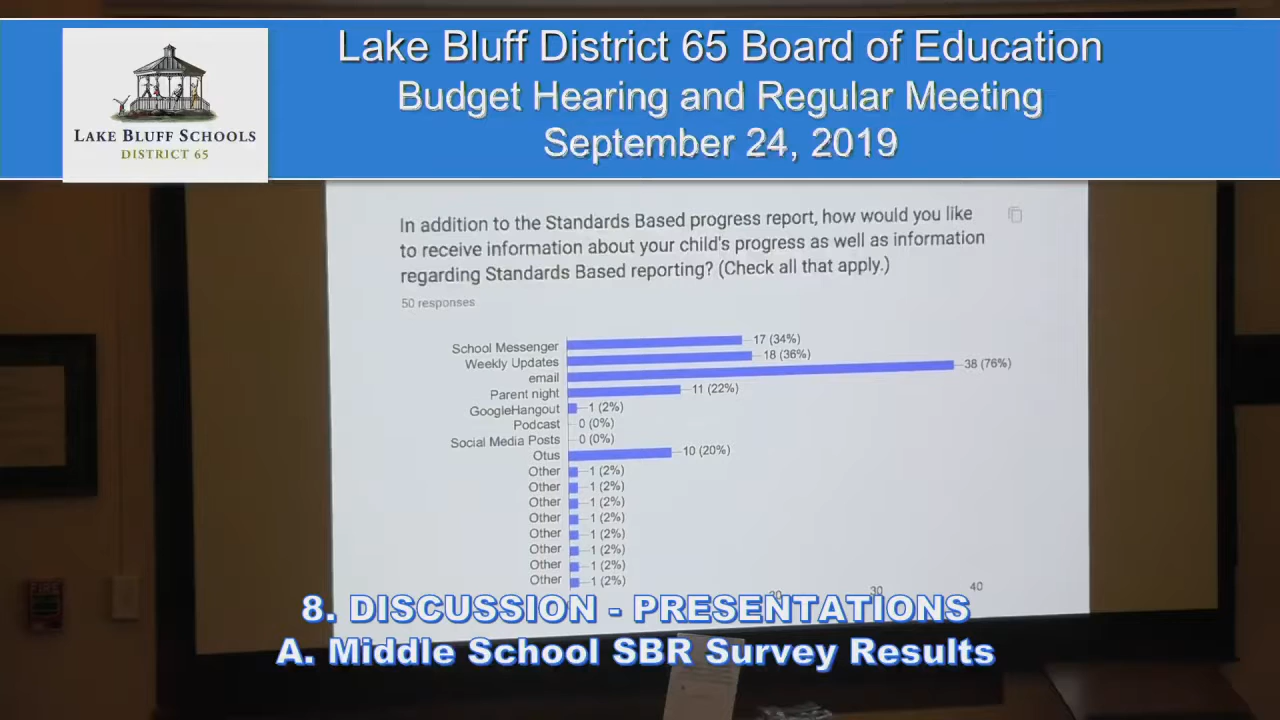 Lake Bluff District 65 Board of Education
Budget Hearing and Regular Meeting
September 24, 2019
LAKE BLUFF SCHOOLS
DISTRICT 65
In addition to the Standards Based progress report, how would you like
to receive information about your child's progress as well as information
regarding Standards Based reporting? (Check all that apply.)
50 responses
School Messenger 17 (34%)
Weekly Updates 18 (36%)
email 38 (76%)
Parent night 11 (22%)
GoogleHangout 1 (2%)
Podcast 0 (0%)
Social Media Posts 0 (0%)
Otus 10 (20%)
Other 1 (2%)
Other 1 (2%)
Other 1 (2%)
Other 1 (2%)
Other 1 (2%)
Other 1 (2%)
Other 1 (2%)
Other 1 (2%)
20 30 40
8. DISCUSSION - PRESENTATIONS
A. Middle School SBR Survey Results
FIRE